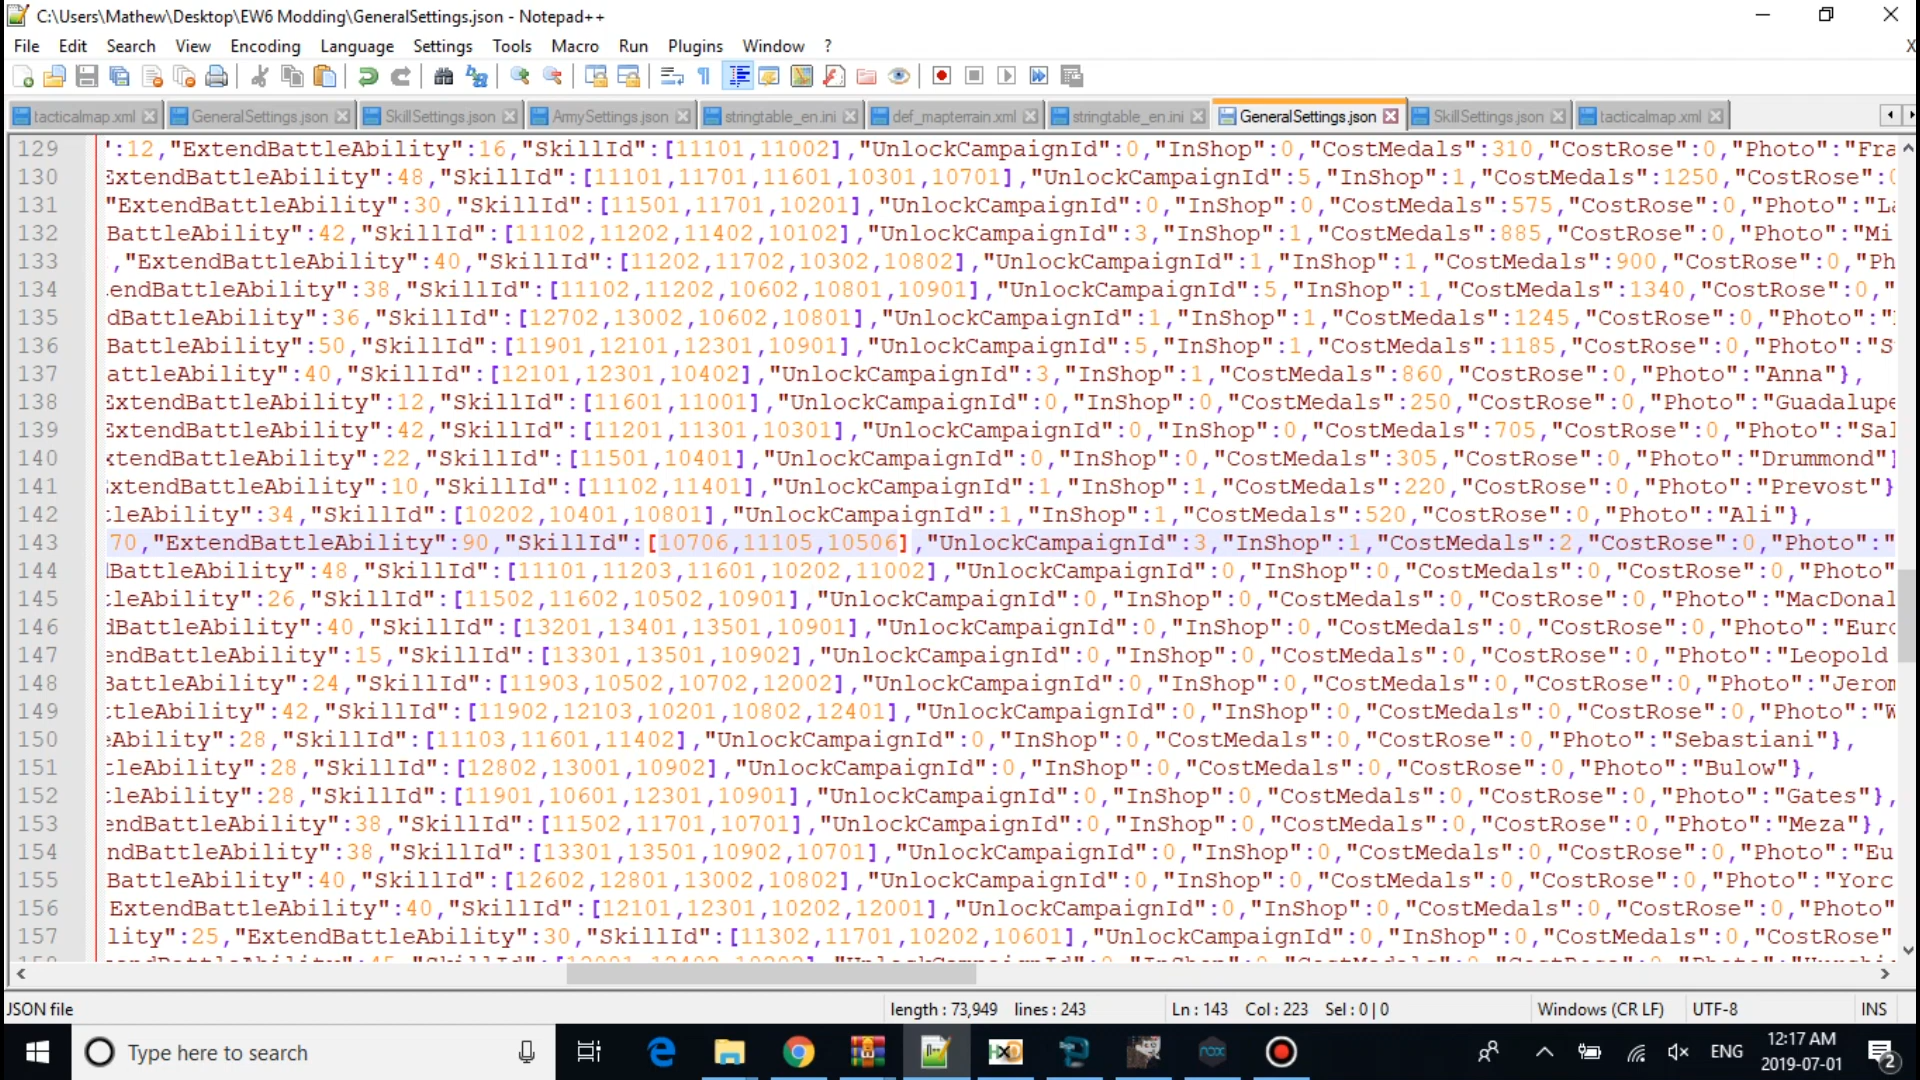 C:\Users\Mathew\Desktop\EW6 Modding\GeneralSettings.json - Notepad++
File Edit Search View Encoding Language Settings Tools Macro Run Plugins Window ? X
tacticalmap.xml GeneralSettings.json SkillSettings.json ArmySettings.json stringtable_en.ini def_mapterrain.xml stringtable_en.ini GeneralSettings.json SkillSettings.json tacticalmap.xml
129 ":12,"ExtendBattleAbility":16,"SkillId":[11101,11002],"UnlockCampaignId":0,"InShop":0,"CostMedals":310,"CostRose":0,"Photo":"Fra
130 ExtendBattleAbility":48,"SkillId":[11101,11701,11601,10301,10701],"UnlockCampaignId":5,"InShop":1,"CostMedals":1250,"CostRose":0
131 "ExtendBattleAbility":30,"SkillId":[11501,11701,10201],"UnlockCampaignId":0,"InShop":0,"CostMedals":575,"CostRose":0,"Photo":"La
132 BattleAbility":42,"SkillId":[11102,11202,11402,10102],"UnlockCampaignId":3,"InShop":1,"CostMedals":885,"CostRose":0,"Photo":"Mi
133 ,"ExtendBattleAbility":40,"SkillId":[11202,11702,10302,10802],"UnlockCampaignId":1,"InShop":1,"CostMedals":900,"CostRose":0,"Ph
134 endBattleAbility":38,"SkillId":[11102,11202,10602,10801,10901],"UnlockCampaignId":5,"InShop":1,"CostMedals":1340,"CostRose":0,"
135 dBattleAbility":36,"SkillId":[12702,13002,10602,10801],"UnlockCampaignId":1,"InShop":1,"CostMedals":1245,"CostRose":0,"Photo":"
136 BattleAbility":50,"SkillId":[11901,12101,12301,10901],"UnlockCampaignId":5,"InShop":1,"CostMedals":1185,"CostRose":0,"Photo":"S
137 attleAbility":40,"SkillId":[12101,12301,10402],"UnlockCampaignId":3,"InShop":1,"CostMedals":860,"CostRose":0,"Photo":"Anna"},
138 ExtendBattleAbility":12,"SkillId":[11601,11001],"UnlockCampaignId":0,"InShop":0,"CostMedals":250,"CostRose":0,"Photo":"Guadalupe
139 ExtendBattleAbility":42,"SkillId":[11201,11301,10301],"UnlockCampaignId":0,"InShop":0,"CostMedals":705,"CostRose":0,"Photo":"Sal
140 xtendBattleAbility":22,"SkillId":[11501,10401],"UnlockCampaignId":0,"InShop":0,"CostMedals":305,"CostRose":0,"Photo":"Drummond"}
141 xtendBattleAbility":10,"SkillId":[11102,11401],"UnlockCampaignId":1,"InShop":1,"CostMedals":220,"CostRose":0,"Photo":"Prevost"}
142 tleAbility":34,"SkillId":[10202,10401,10801],"UnlockCampaignId":1,"InShop":1,"CostMedals":520,"CostRose":0,"Photo":"Ali"},
143 70,"ExtendBattleAbility":90,"SkillId":[10706,11105,10506],"UnlockCampaignId":3,"InShop":1,"CostMedals":2,"CostRose":0,"Photo":"
144 dBattleAbility":48,"SkillId":[11101,11203,11601,10202,11002],"UnlockCampaignId":0,"InShop":0,"CostMedals":0,"CostRose":0,"Photo"
145 tleAbility":26,"SkillId":[11502,11602,10502,10901],"UnlockCampaignId":0,"InShop":0,"CostMedals":0,"CostRose":0,"Photo":"MacDonal
146 dBattleAbility":40,"SkillId":[13201,13401,13501,10901],"UnlockCampaignId":0,"InShop":0,"CostMedals":0,"CostRose":0,"Photo":"Euro
147 endBattleAbility":15,"SkillId":[13301,13501,10902],"UnlockCampaignId":0,"InShop":0,"CostMedals":0,"CostRose":0,"Photo":"Leopold
148 BattleAbility":24,"SkillId":[11903,10502,10702,12002],"UnlockCampaignId":0,"InShop":0,"CostMedals":0,"CostRose":0,"Photo":"Jerom
149 ttleAbility":42,"SkillId":[11902,12103,10201,10802,12401],"UnlockCampaignId":0,"InShop":0,"CostMedals":0,"CostRose":0,"Photo":"W
150 eAbility":28,"SkillId":[11103,11601,11402],"UnlockCampaignId":0,"InShop":0,"CostMedals":0,"CostRose":0,"Photo":"Sebastiani"},
151 tleAbility":28,"SkillId":[12802,13001,10902],"UnlockCampaignId":0,"InShop":0,"CostMedals":0,"CostRose":0,"Photo":"Bulow"},
152 tleAbility":28,"SkillId":[11901,10601,12301,10901],"UnlockCampaignId":0,"InShop":0,"CostMedals":0,"CostRose":0,"Photo":"Gates"},
153 endBattleAbility":38,"SkillId":[11502,11701,10701],"UnlockCampaignId":0,"InShop":0,"CostMedals":0,"CostRose":0,"Photo":"Meza"},
154 ndBattleAbility":38,"SkillId":[13301,13501,10902,10701],"UnlockCampaignId":0,"InShop":0,"CostMedals":0,"CostRose":0,"Photo":"Eu
155 BattleAbility":40,"SkillId":[12602,12801,13002,10802],"UnlockCampaignId":0,"InShop":0,"CostMedals":0,"CostRose":0,"Photo":"Yorc
156 ExtendBattleAbility":40,"SkillId":[12101,12301,10202,12001],"UnlockCampaignId":0,"InShop":0,"CostMedals":0,"CostRose":0,"Photo"
157 lity":25,"ExtendBattleAbility":30,"SkillId":[11302,11701,10202,10601],"UnlockCampaignId":0,"InShop":0,"CostMedals":0,"CostRose"
JSON file length : 73,949 lines : 243 Ln : 143 Col : 223 Sel : 0 | 0 Windows (CR LF) UTF-8 INS
Type here to search ENG 12:17 AM
2019-07-01 2